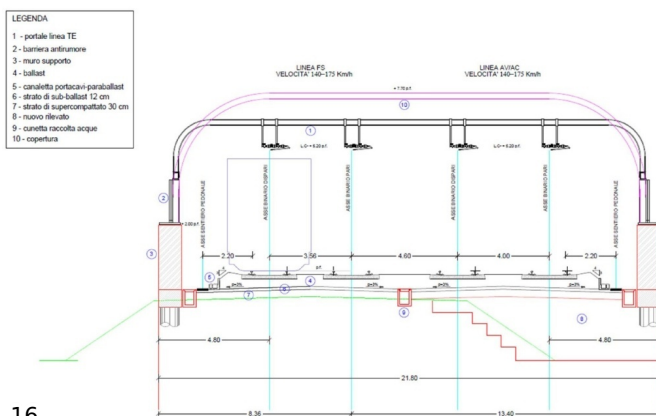 LEGENDA
1 - portale linea TE
2 - barriera antirumore
3 - muro supporto
4 - ballast
5 - canaletta portacavi-paraballast
6 - strato di sub-ballast 12 cm
7 - strato di supercompattato 30 cm
8 - nuovo rilevato
9 - cunetta raccolta acque
10 - copertura
LINEA FS
VELOCITA' 140-175 Km/h
LINEA AV/AC
VELOCITA' 140-175 Km/h
10
1
2
3
ASSE SENTIERO PEDONALE
ASSE BINARIO DISPARI
ASSE BINARIO PARI
ASSE BINARIO DISPARI
ASSE BINARIO PARI
ASSE SENTIERO PEDONALE
2.20
3.56
4.60
4.00
2.20
5
4
7
9
8
4.80
4.80
21.80
8.36
13.40
16